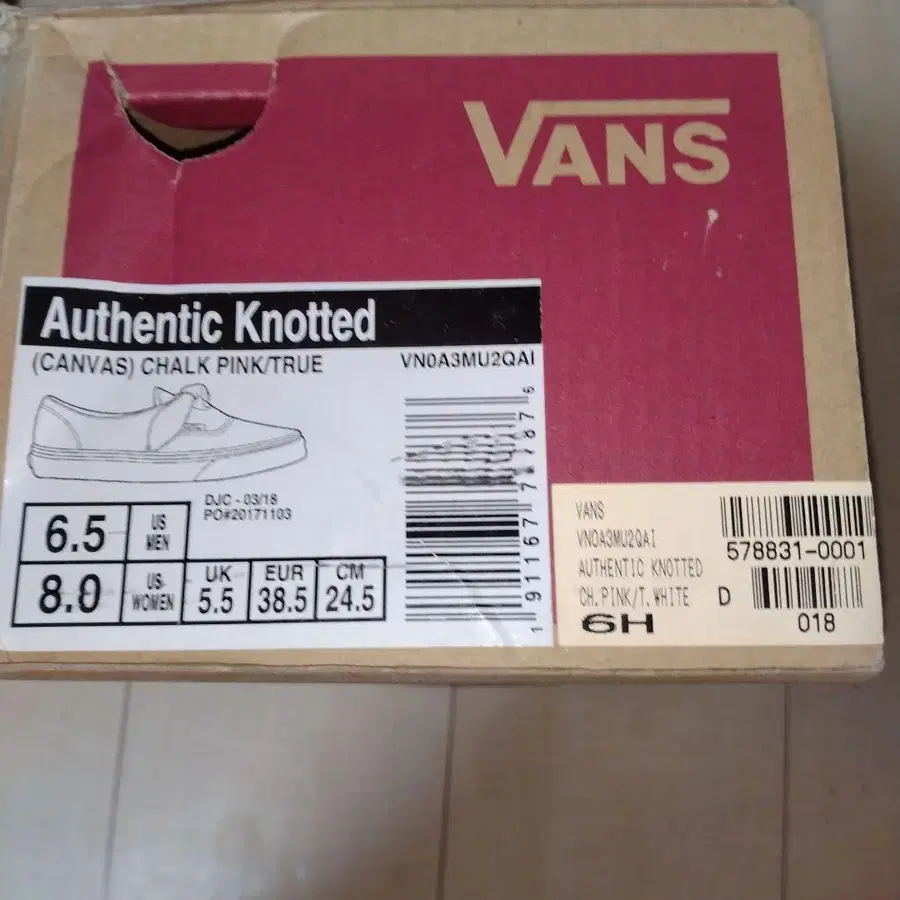 VANS
Authentic Knotted
(CANVAS) CHALK PINK/TRUE
VN0A3MU2QAI
DJC - 03/18
PO#20171103
6.5 US MEN
8.0 US WOMEN
UK 5.5
EUR 38.5
CM 24.5
VANS
VN0A3MU2QAI
AUTHENTIC KNOTTED
CH.PINK/T.WHITE D
6H
578831-0001
018